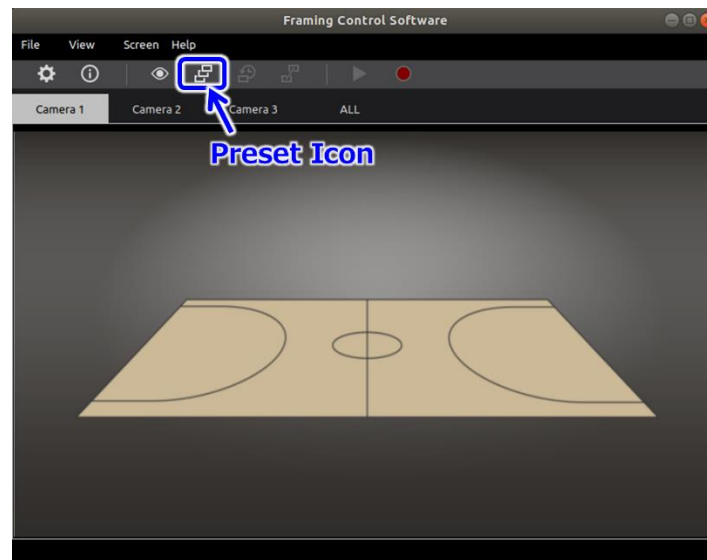 Framing Control Software
File View Screen Help
Camera 1 Camera 2 Camera 3 ALL
Preset Icon